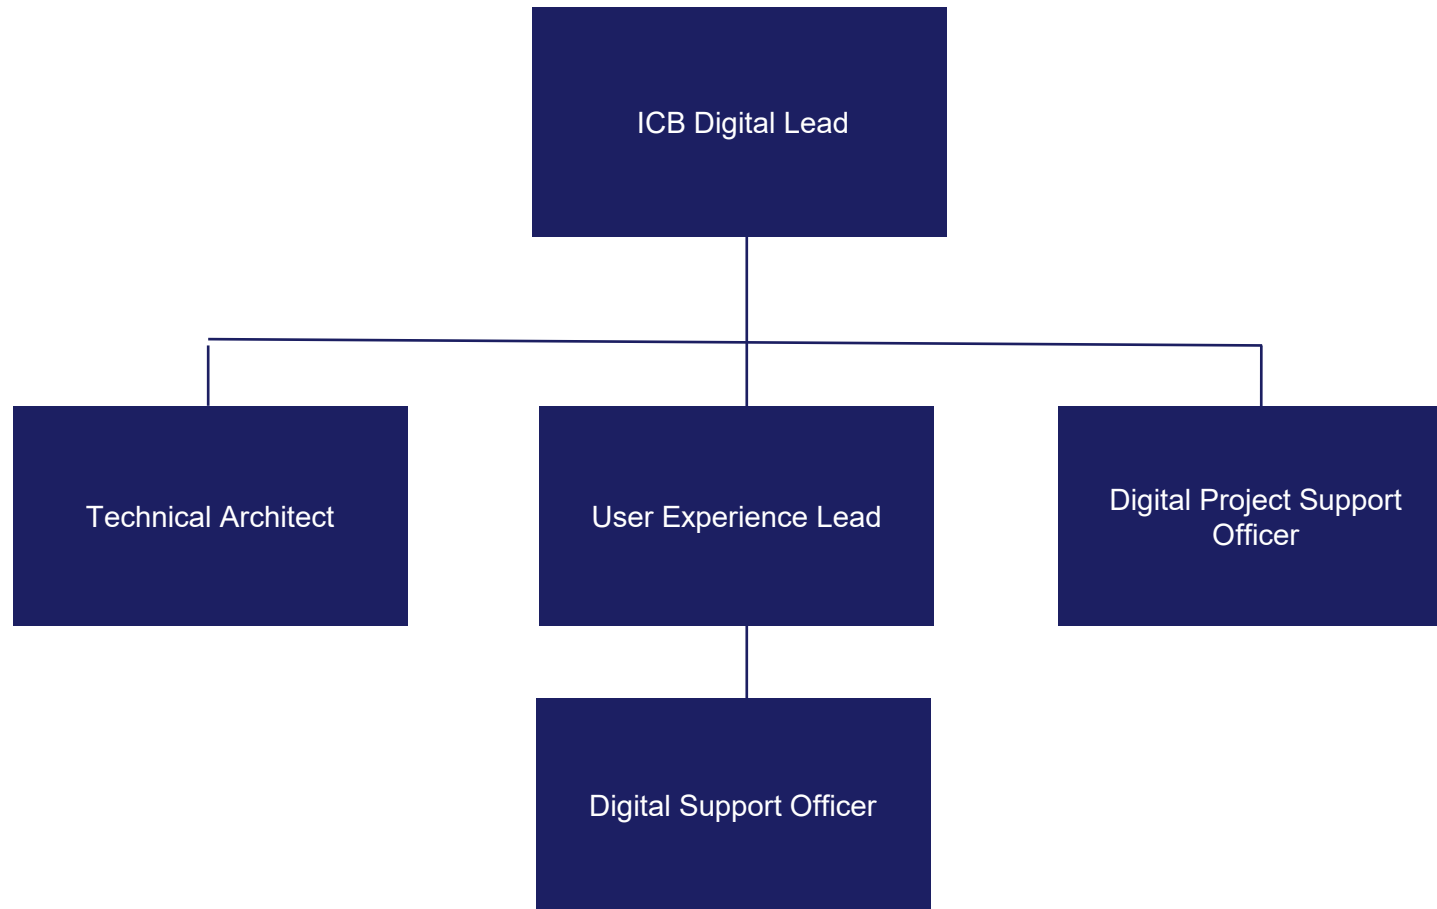 ICB Digital Lead
Technical Architect
User Experience Lead
Digital Project Support
Officer
Digital Support Officer